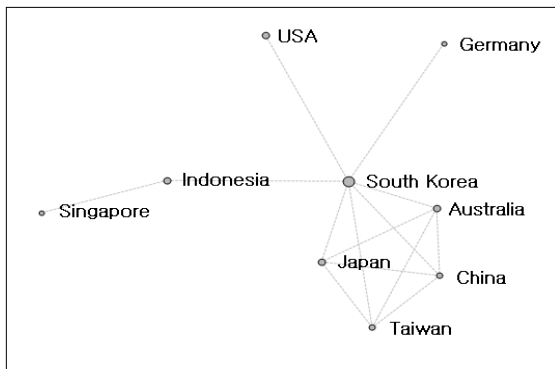 USA
Germany
Indonesia
South Korea
Singapore
Australia
Japan
China
Taiwan